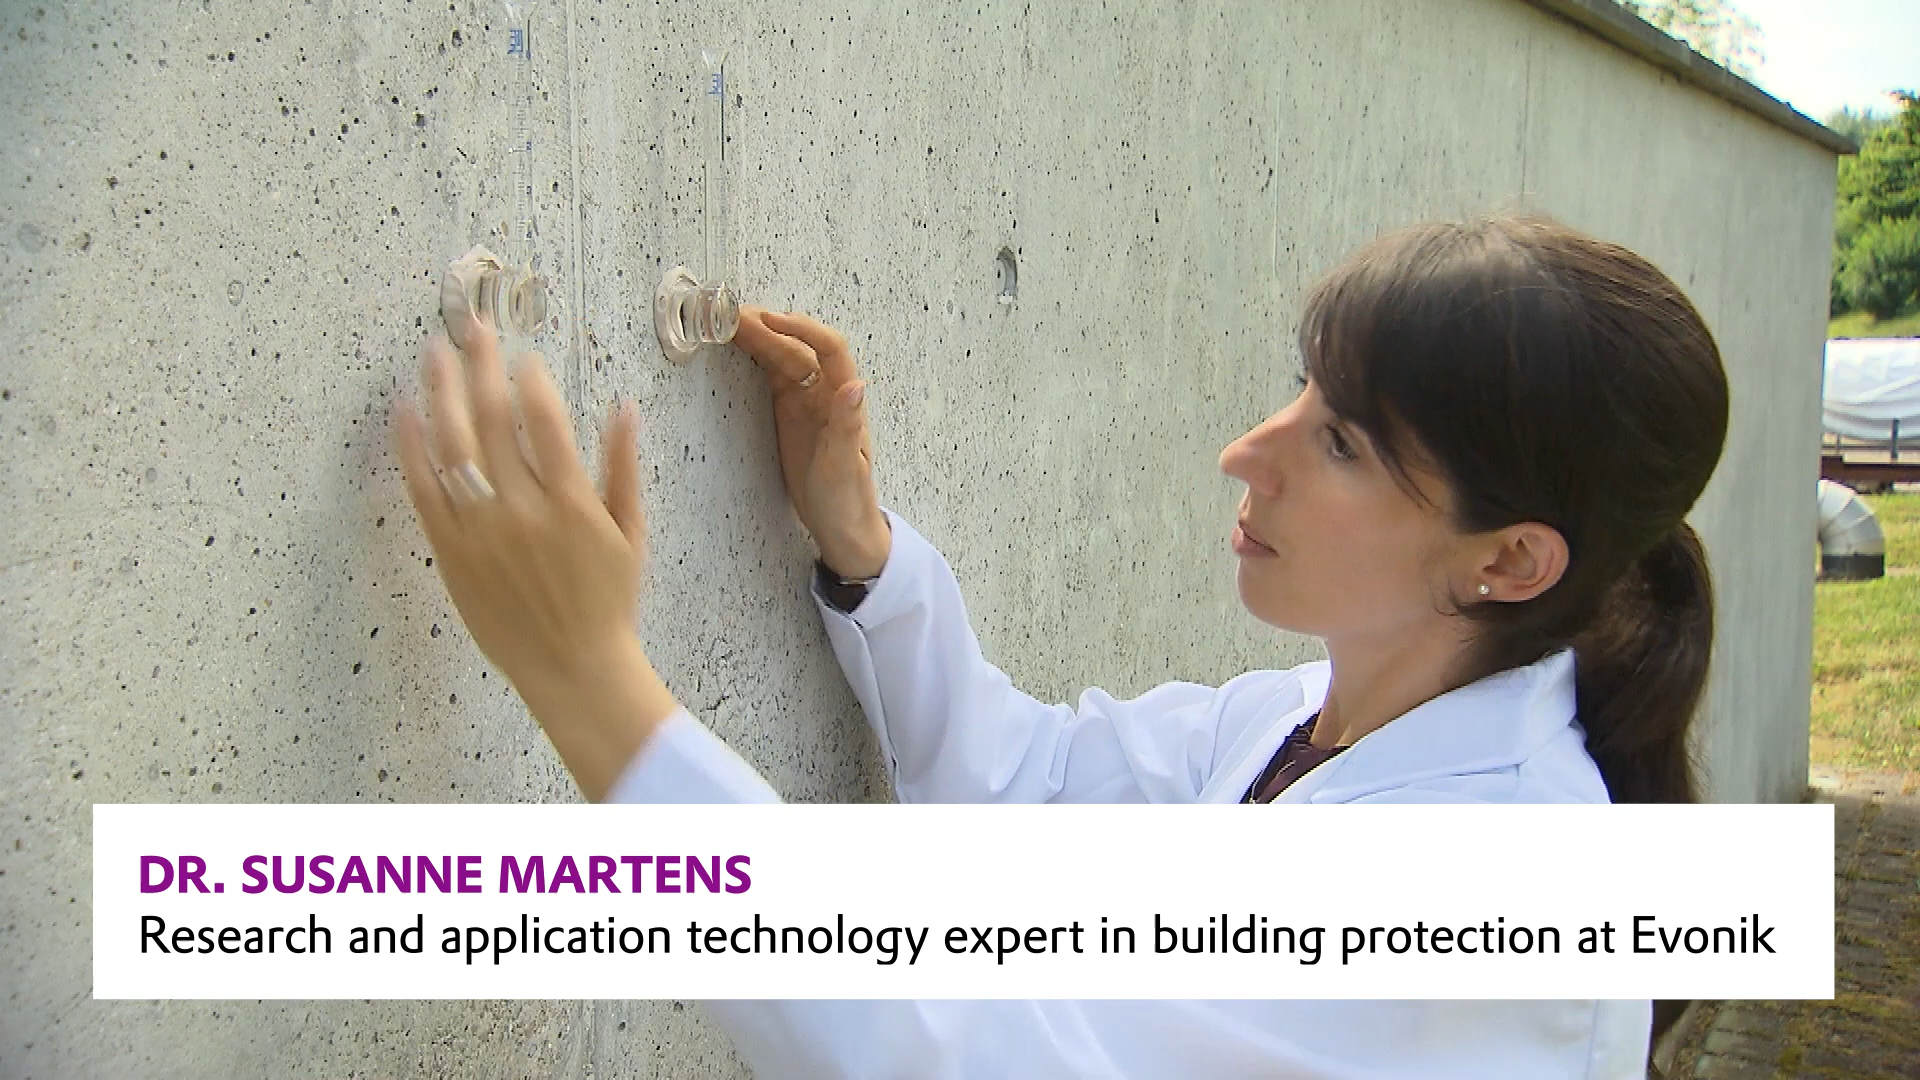 DR. SUSANNE MARTENS
Research and application technology expert in building protection at Evonik